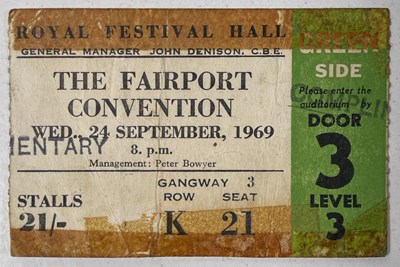 ROYAL FESTIVAL HALL
GENERAL MANAGER JOHN DENISON, C.B.E.
THE FAIRPORT
CONVENTION
WED., 24 SEPTEMBER, 1969
MENTARY
8. p.m.
Management: Peter Bowyer
GANGWAY 3
STALLS ROW SEAT
21/- K 21
GREEN
SIDE
COMPLI
Please enter the
auditorium by
DOOR
3
LEVEL
3